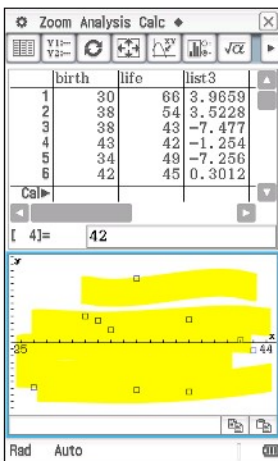 Zoom Analysis Calc
Y1:--
Y2:--
√α
birth life list3
1 30 66 3.9659
2 38 54 3.5228
3 38 43 -7.477
4 43 42 -1.254
5 34 49 -7.256
6 42 45 0.3012
Cal
[ 4]= 42
y
x
25 44
Rad Auto